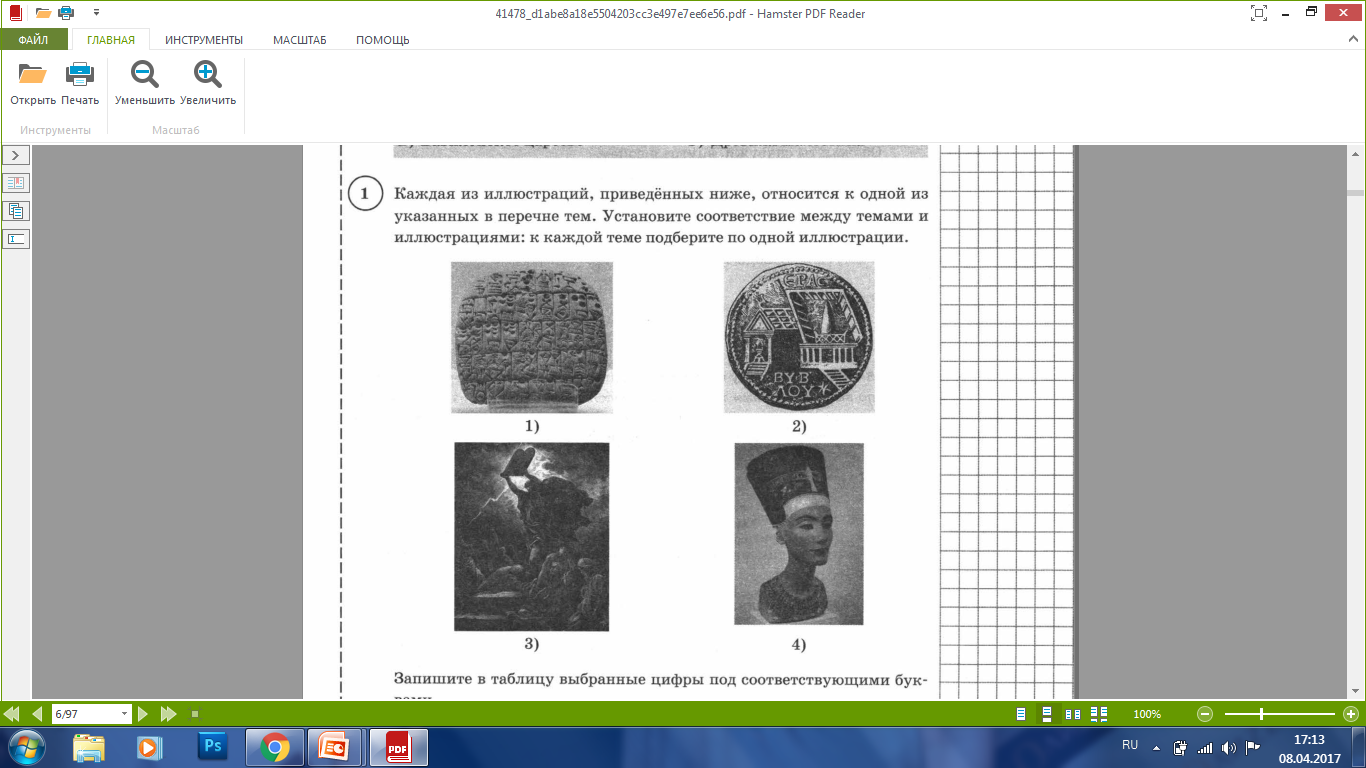 41478_d1abe8a18e5504203cc3e497e7ee6e56.pdf - Hamster PDF Reader
ФАЙЛ ГЛАВНАЯ ИНСТРУМЕНТЫ МАСШТАБ ПОМОЩЬ
Открыть Печать Уменьшить Увеличить
Инструменты Масштаб
1 Каждая из иллюстраций, приведённых ниже, относится к одной из
указанных в перечне тем. Установите соответствие между темами и
иллюстрациями: к каждой теме подберите по одной иллюстрации.
1) 2)
3) 4)
Запишите в таблицу выбранные цифры под соответствующими бук-
6/97 100%
Ps PDF RU 17:13
08.04.2017